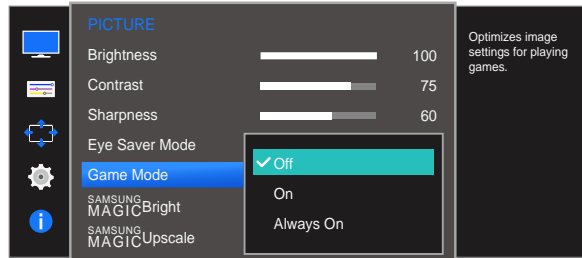 PICTURE
Brightness 100
Contrast 75
Sharpness 60
Eye Saver Mode
Game Mode
SAMSUNG
MAGICBright
SAMSUNG
MAGICUpscale
Off
On
Always On
Optimizes image
settings for playing
games.